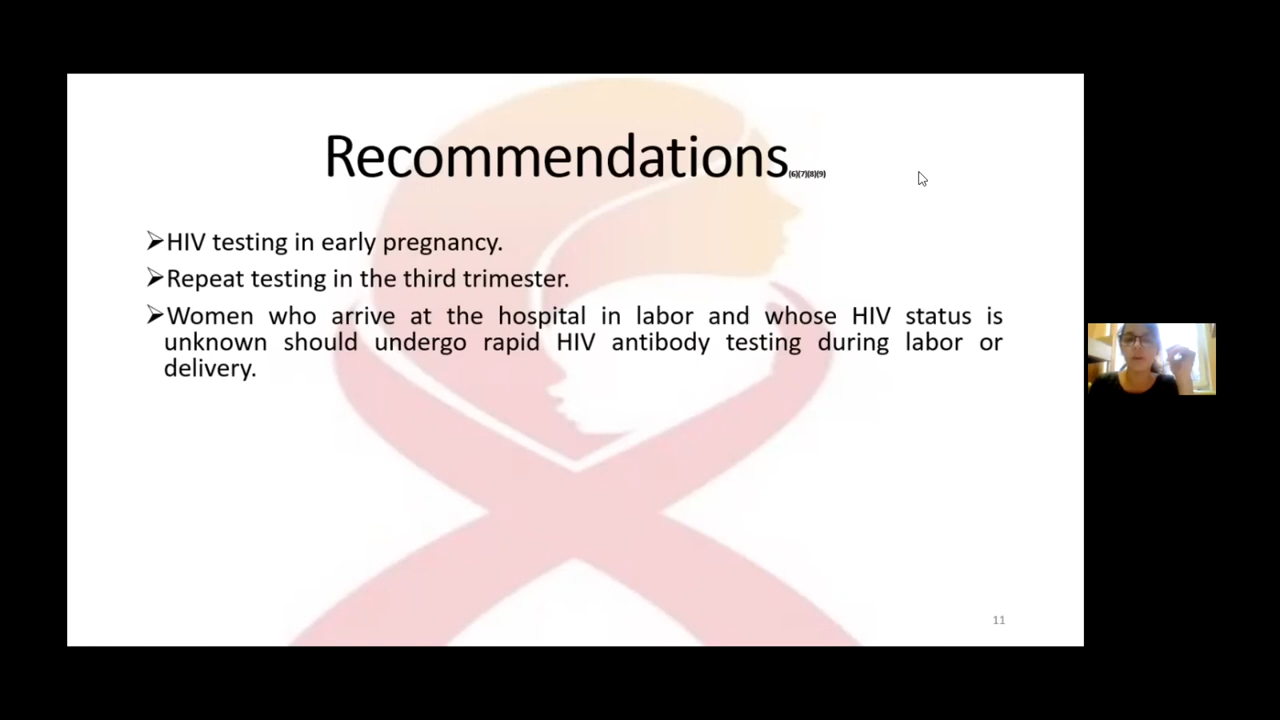 Recommendations(6)(7)(8)(9)
➢HIV testing in early pregnancy.
➢Repeat testing in the third trimester.
➢Women who arrive at the hospital in labor and whose HIV status is
unknown should undergo rapid HIV antibody testing during labor or
delivery.
11